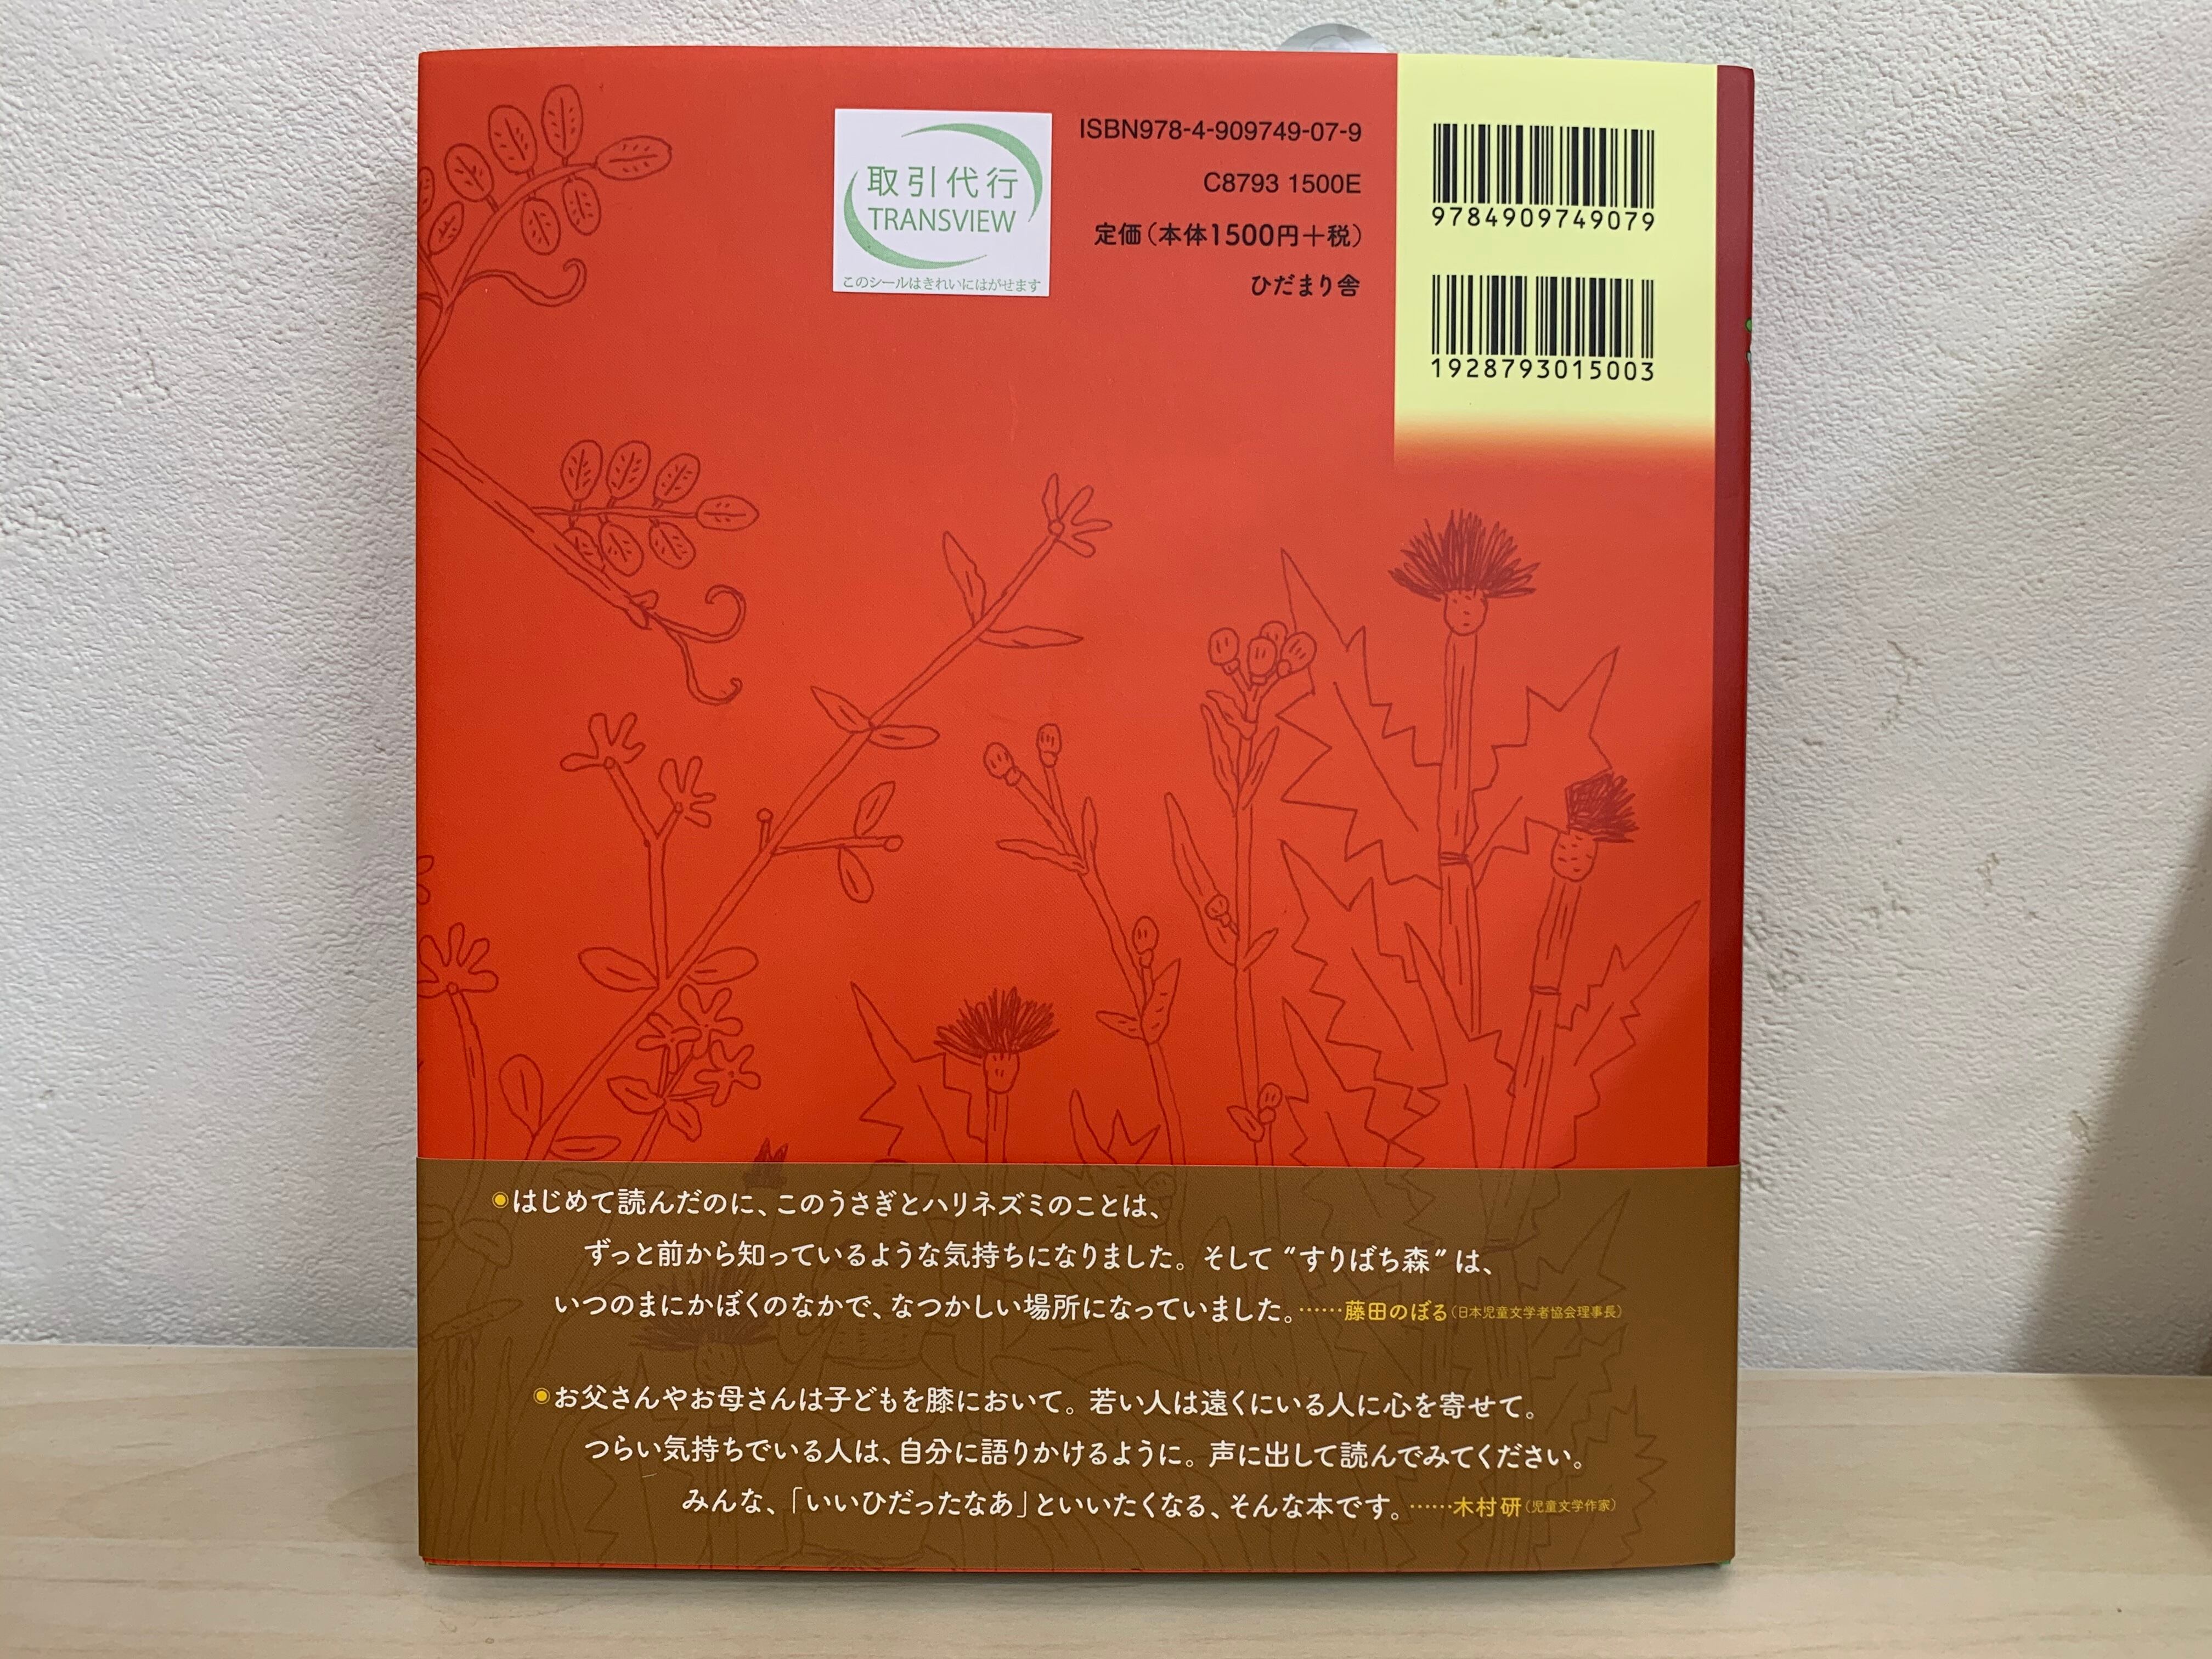 取引代行
TRANSVIEW
このシールはきれいにはがせます
ISBN978-4-909749-07-9
C8793 1500E
定価(本体1500円+税)
ひだまり舎
9784909749079
1928793015003
◉はじめて読んだのに、このうさぎとハリネズミのことは、
ずっと前から知っているような気持ちになりました。そして“すりばち森”は、
いつのまにかぼくのなかで、なつかしい場所になっていました。……藤田のぼる(日本児童文学者協会理事長)
◉お父さんやお母さんは子どもを膝において。若い人は遠くにいる人に心を寄せて。
つらい気持ちでいる人は、自分に語りかけるように。声に出して読んでみてください。
みんな、「いいひだったなあ」といいたくなる、そんな本です。……木村研(児童文学作家)